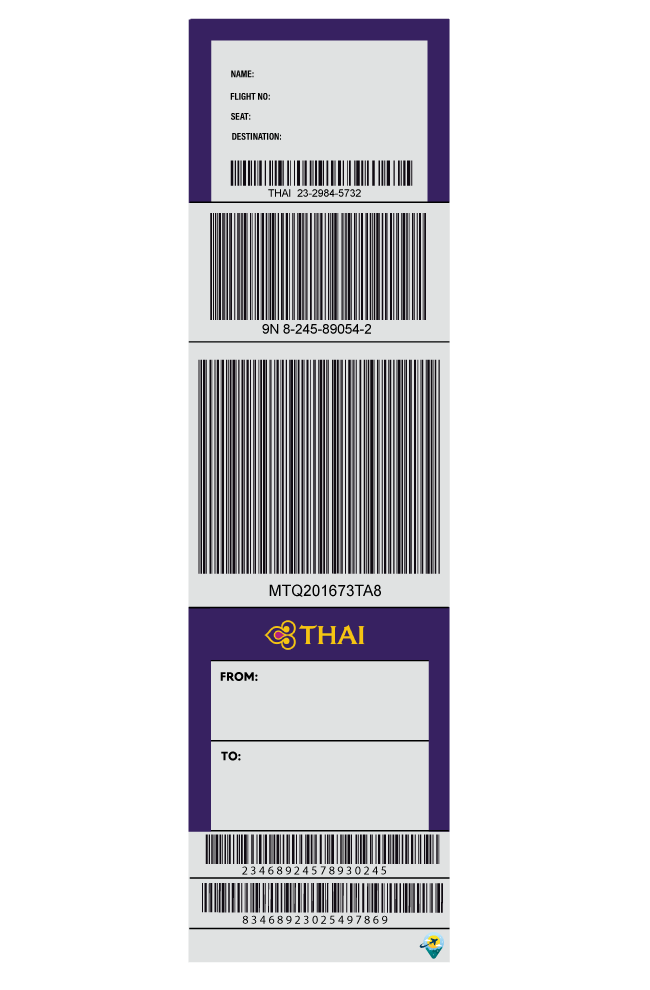 NAME:
FLIGHT NO:
SEAT:
DESTINATION:
THAI 23-2984-5732
9N 8-245-89054-2
MTQ201673TA8
THAI
FROM:
TO:
23468924578930245
83468923025497869